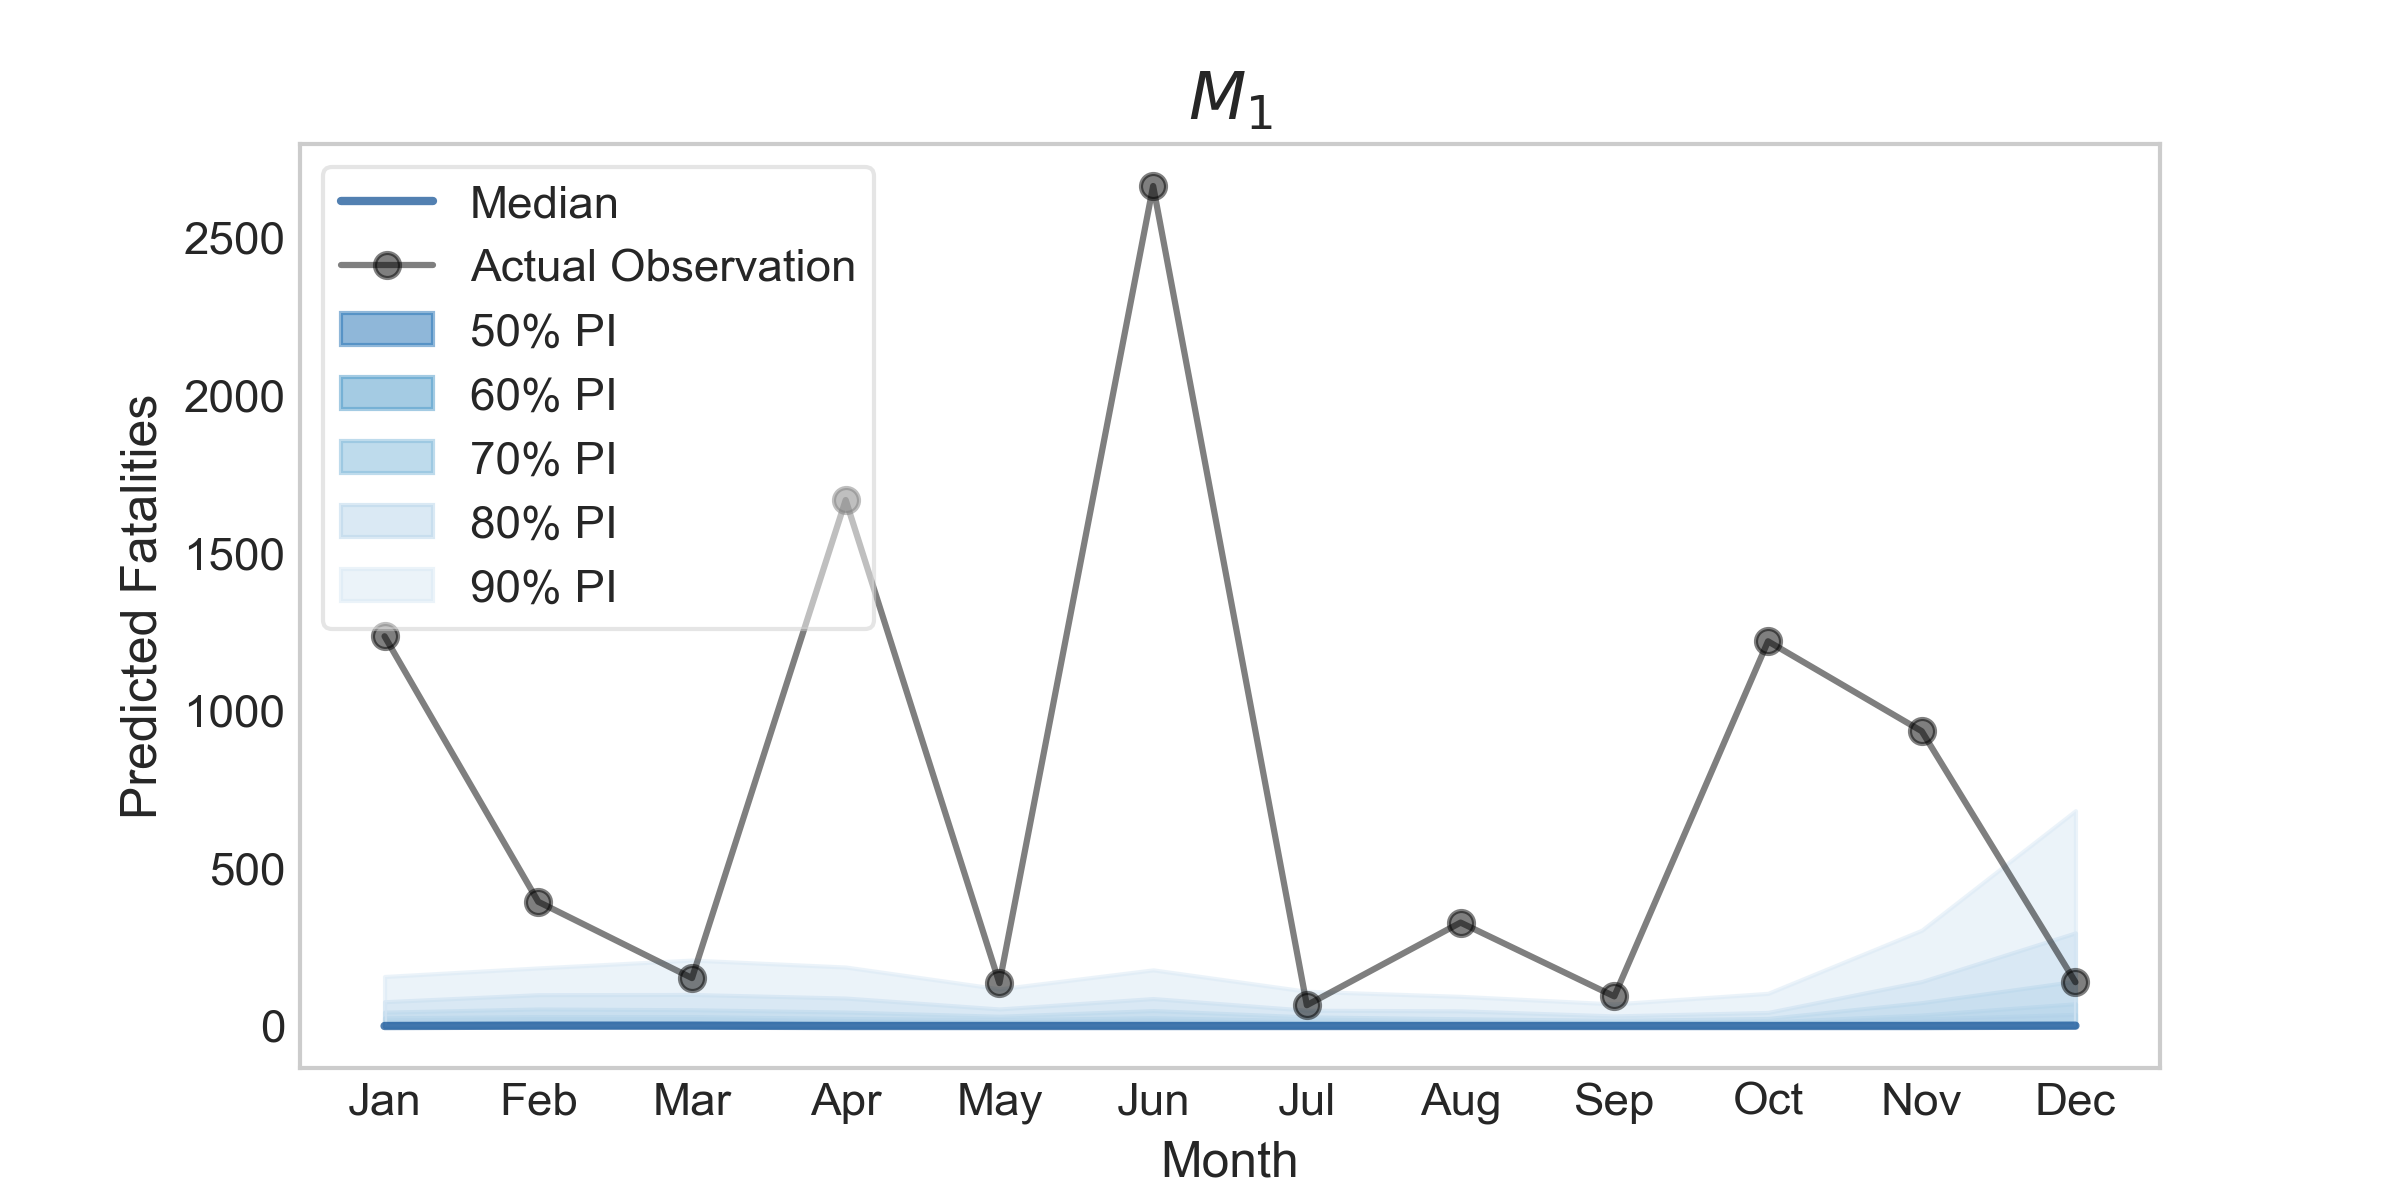 M₁
Median
Actual Observation
50% PI
60% PI
70% PI
80% PI
90% PI
Predicted Fatalities
2500
2000
1500
1000
500
0
Jan Feb Mar Apr May Jun Jul Aug Sep Oct Nov Dec
Month